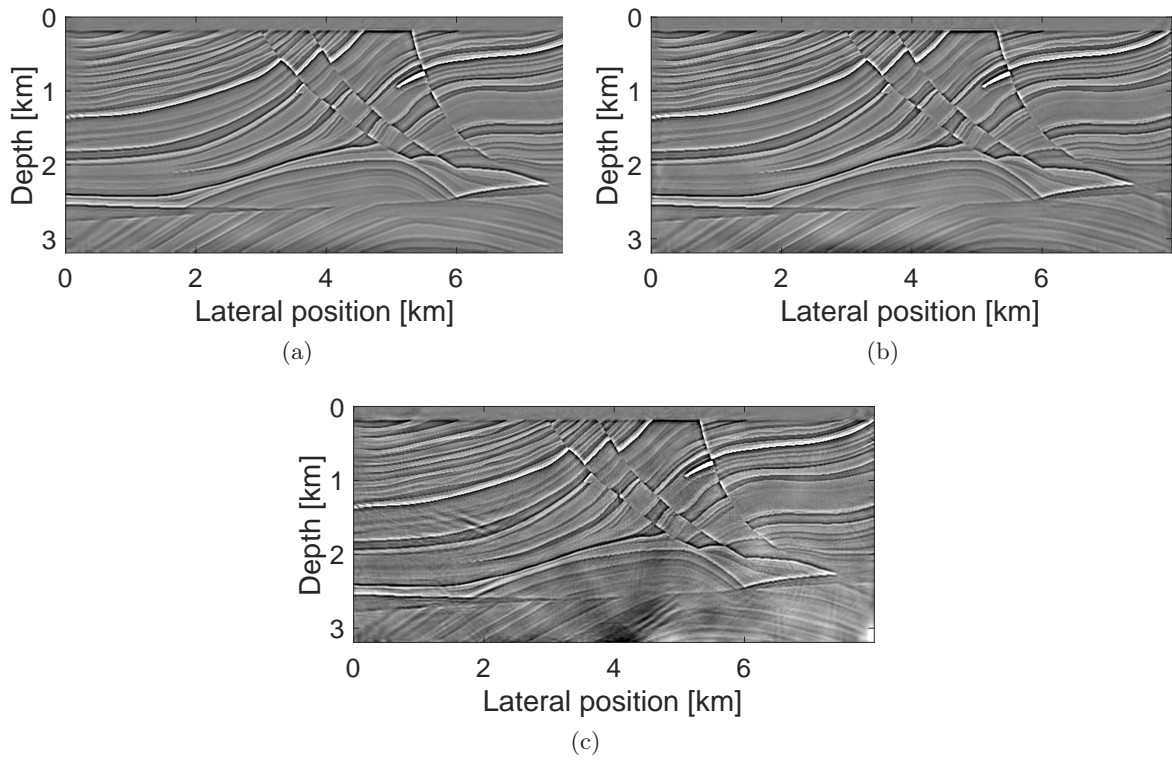 0
1
2
3
Depth [km]
0 2 4 6
Lateral position [km]
(a)
0
1
2
3
Depth [km]
0 2 4 6
Lateral position [km]
(b)
0
1
2
3
Depth [km]
0 2 4 6
Lateral position [km]
(c)